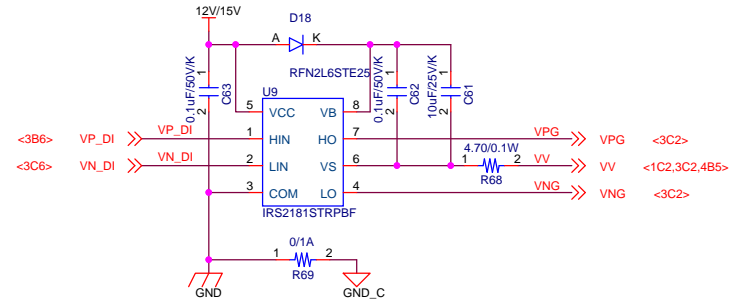 12V/15V
D18
A
K
RFN2L6STE25
1
0.1uF/50V/K
C63
2
1
0.1uF/50V/K
C62
2
1
10uF/25V/K
C61
2
U9
5
VCC
VB
8
<3B6>
VP_DI
VP_DI
1
HIN
HO
7
VPG
VPG
<3C2>
<3C6>
VN_DI
VN_DI
2
LIN
VS
6
4.70/0.1W
1
2
R68
VV
VV
<1C2,3C2,4B5>
3
COM
LO
4
VNG
VNG
<3C2>
IRS2181STRPBF
0/1A
1
2
R69
GND
GND_C